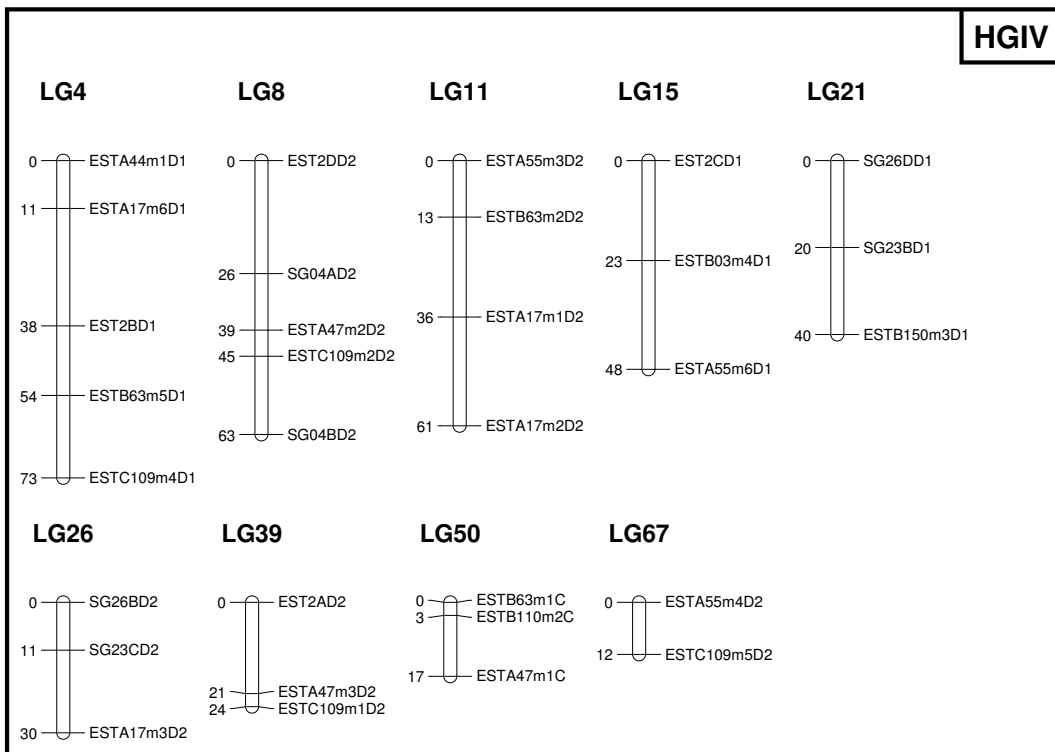 HGIV
LG4 LG8 LG11 LG15 LG21
0 ESTA44m1D1
11 ESTA17m6D1
38 EST2BD1
54 ESTB63m5D1
73 ESTC109m4D1
0 EST2DD2
26 SG04AD2
39 ESTA47m2D2
45 ESTC109m2D2
63 SG04BD2
0 ESTA55m3D2
13 ESTB63m2D2
36 ESTA17m1D2
61 ESTA17m2D2
0 EST2CD1
23 ESTB03m4D1
48 ESTA55m6D1
0 SG26DD1
20 SG23BD1
40 ESTB150m3D1
LG26 LG39 LG50 LG67
0 SG26BD2
11 SG23CD2
30 ESTA17m3D2
0 EST2AD2
21 ESTA47m3D2
24 ESTC109m1D2
0 ESTB63m1C
3 ESTB110m2C
17 ESTA47m1C
0 ESTA55m4D2
12 ESTC109m5D2